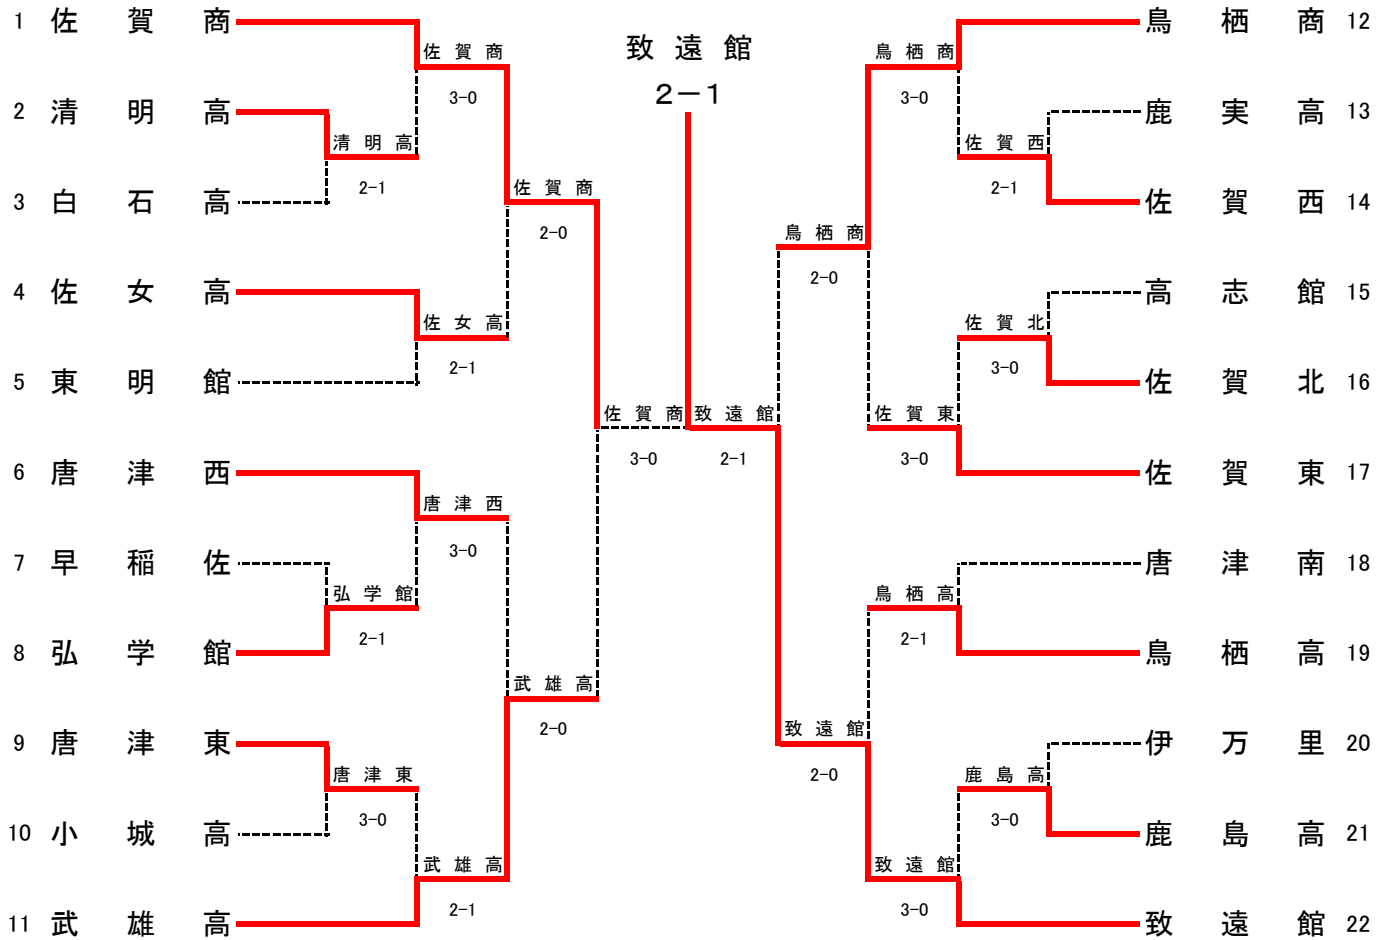 1 佐賀商
2 清明高
3 白石高
4 佐女高
5 東明館
6 唐津西
7 早稲佐
8 弘学館
9 唐津東
10 小城高
11 武雄高
清明高
2-1
弘学館
2-1
唐津東
3-0
佐賀商
3-0
佐女高
2-1
唐津西
3-0
武雄高
2-1
佐賀商
2-0
武雄高
2-0
佐賀商
3-0
致遠館
2－1
致遠館
2-1
鳥栖商
2-0
致遠館
2-0
鳥栖商
3-0
佐賀東
3-0
鳥栖高
2-1
致遠館
3-0
佐賀西
2-1
佐賀北
3-0
鹿島高
3-0
鳥栖商 12
鹿実高 13
佐賀西 14
高志館 15
佐賀北 16
佐賀東 17
唐津南 18
鳥栖高 19
伊万里 20
鹿島高 21
致遠館 22